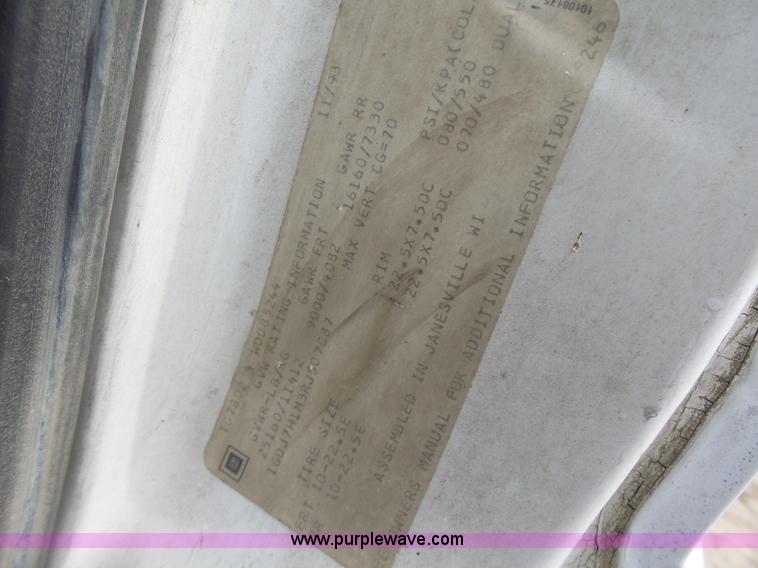 11/93
GVW RATING INFORMATION
GVWR-LB/KG GAWR FRT GAWR RR
25160/11412 9000/4082 16160/7330
MAX VERT CG=70
TIRE SIZE RIM PSI/KPA(COL
FRT 10-22.5E 22.5X7.5DC 080/550
10-22.5E 22.5X7.5DC 070/480 DUAL
ASSEMBLED IN JANESVILLE WI
OWNERS MANUAL FOR ADDITIONAL INFORMATION 246
www.purplewave.com